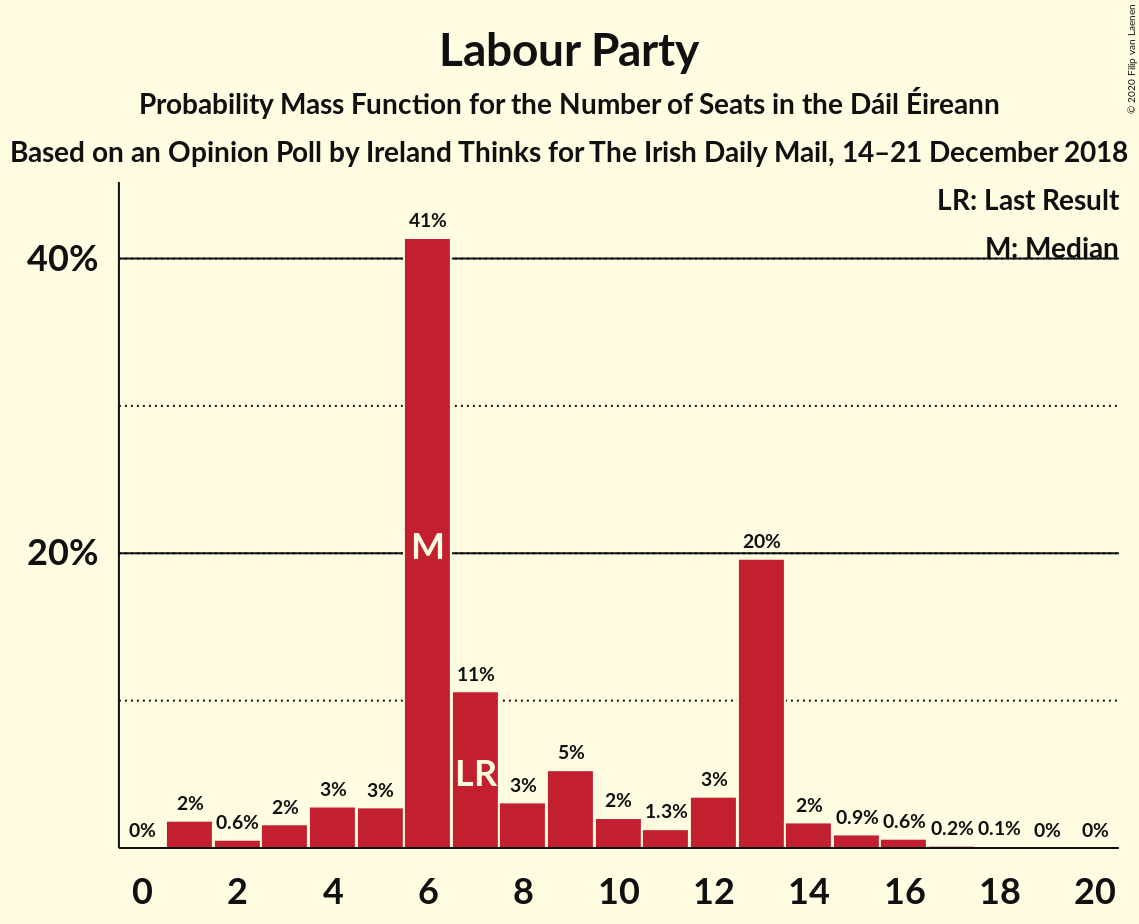 Labour Party
Probability Mass Function for the Number of Seats in the Dáil Éireann
Based on an Opinion Poll by Ireland Thinks for The Irish Daily Mail, 14–21 December 2018
© 2020 Filip van Laenen
LR: Last Result
M: Median
40%
20%
0%
2%
0.6%
2%
3%
3%
41%
11%
3%
5%
2%
1.3%
3%
20%
2%
0.9%
0.6%
0.2%
0.1%
0%
0%
M
LR
0 2 4 6 8 10 12 14 16 18 20